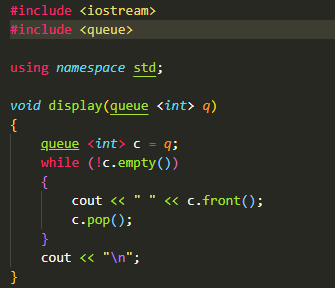 #include <iostream>
#include <queue>
using namespace std;
void display(queue <int> q)
{
queue <int> c = q;
while (!c.empty())
{
cout << " " << c.front();
c.pop();
}
cout << "\n";
}